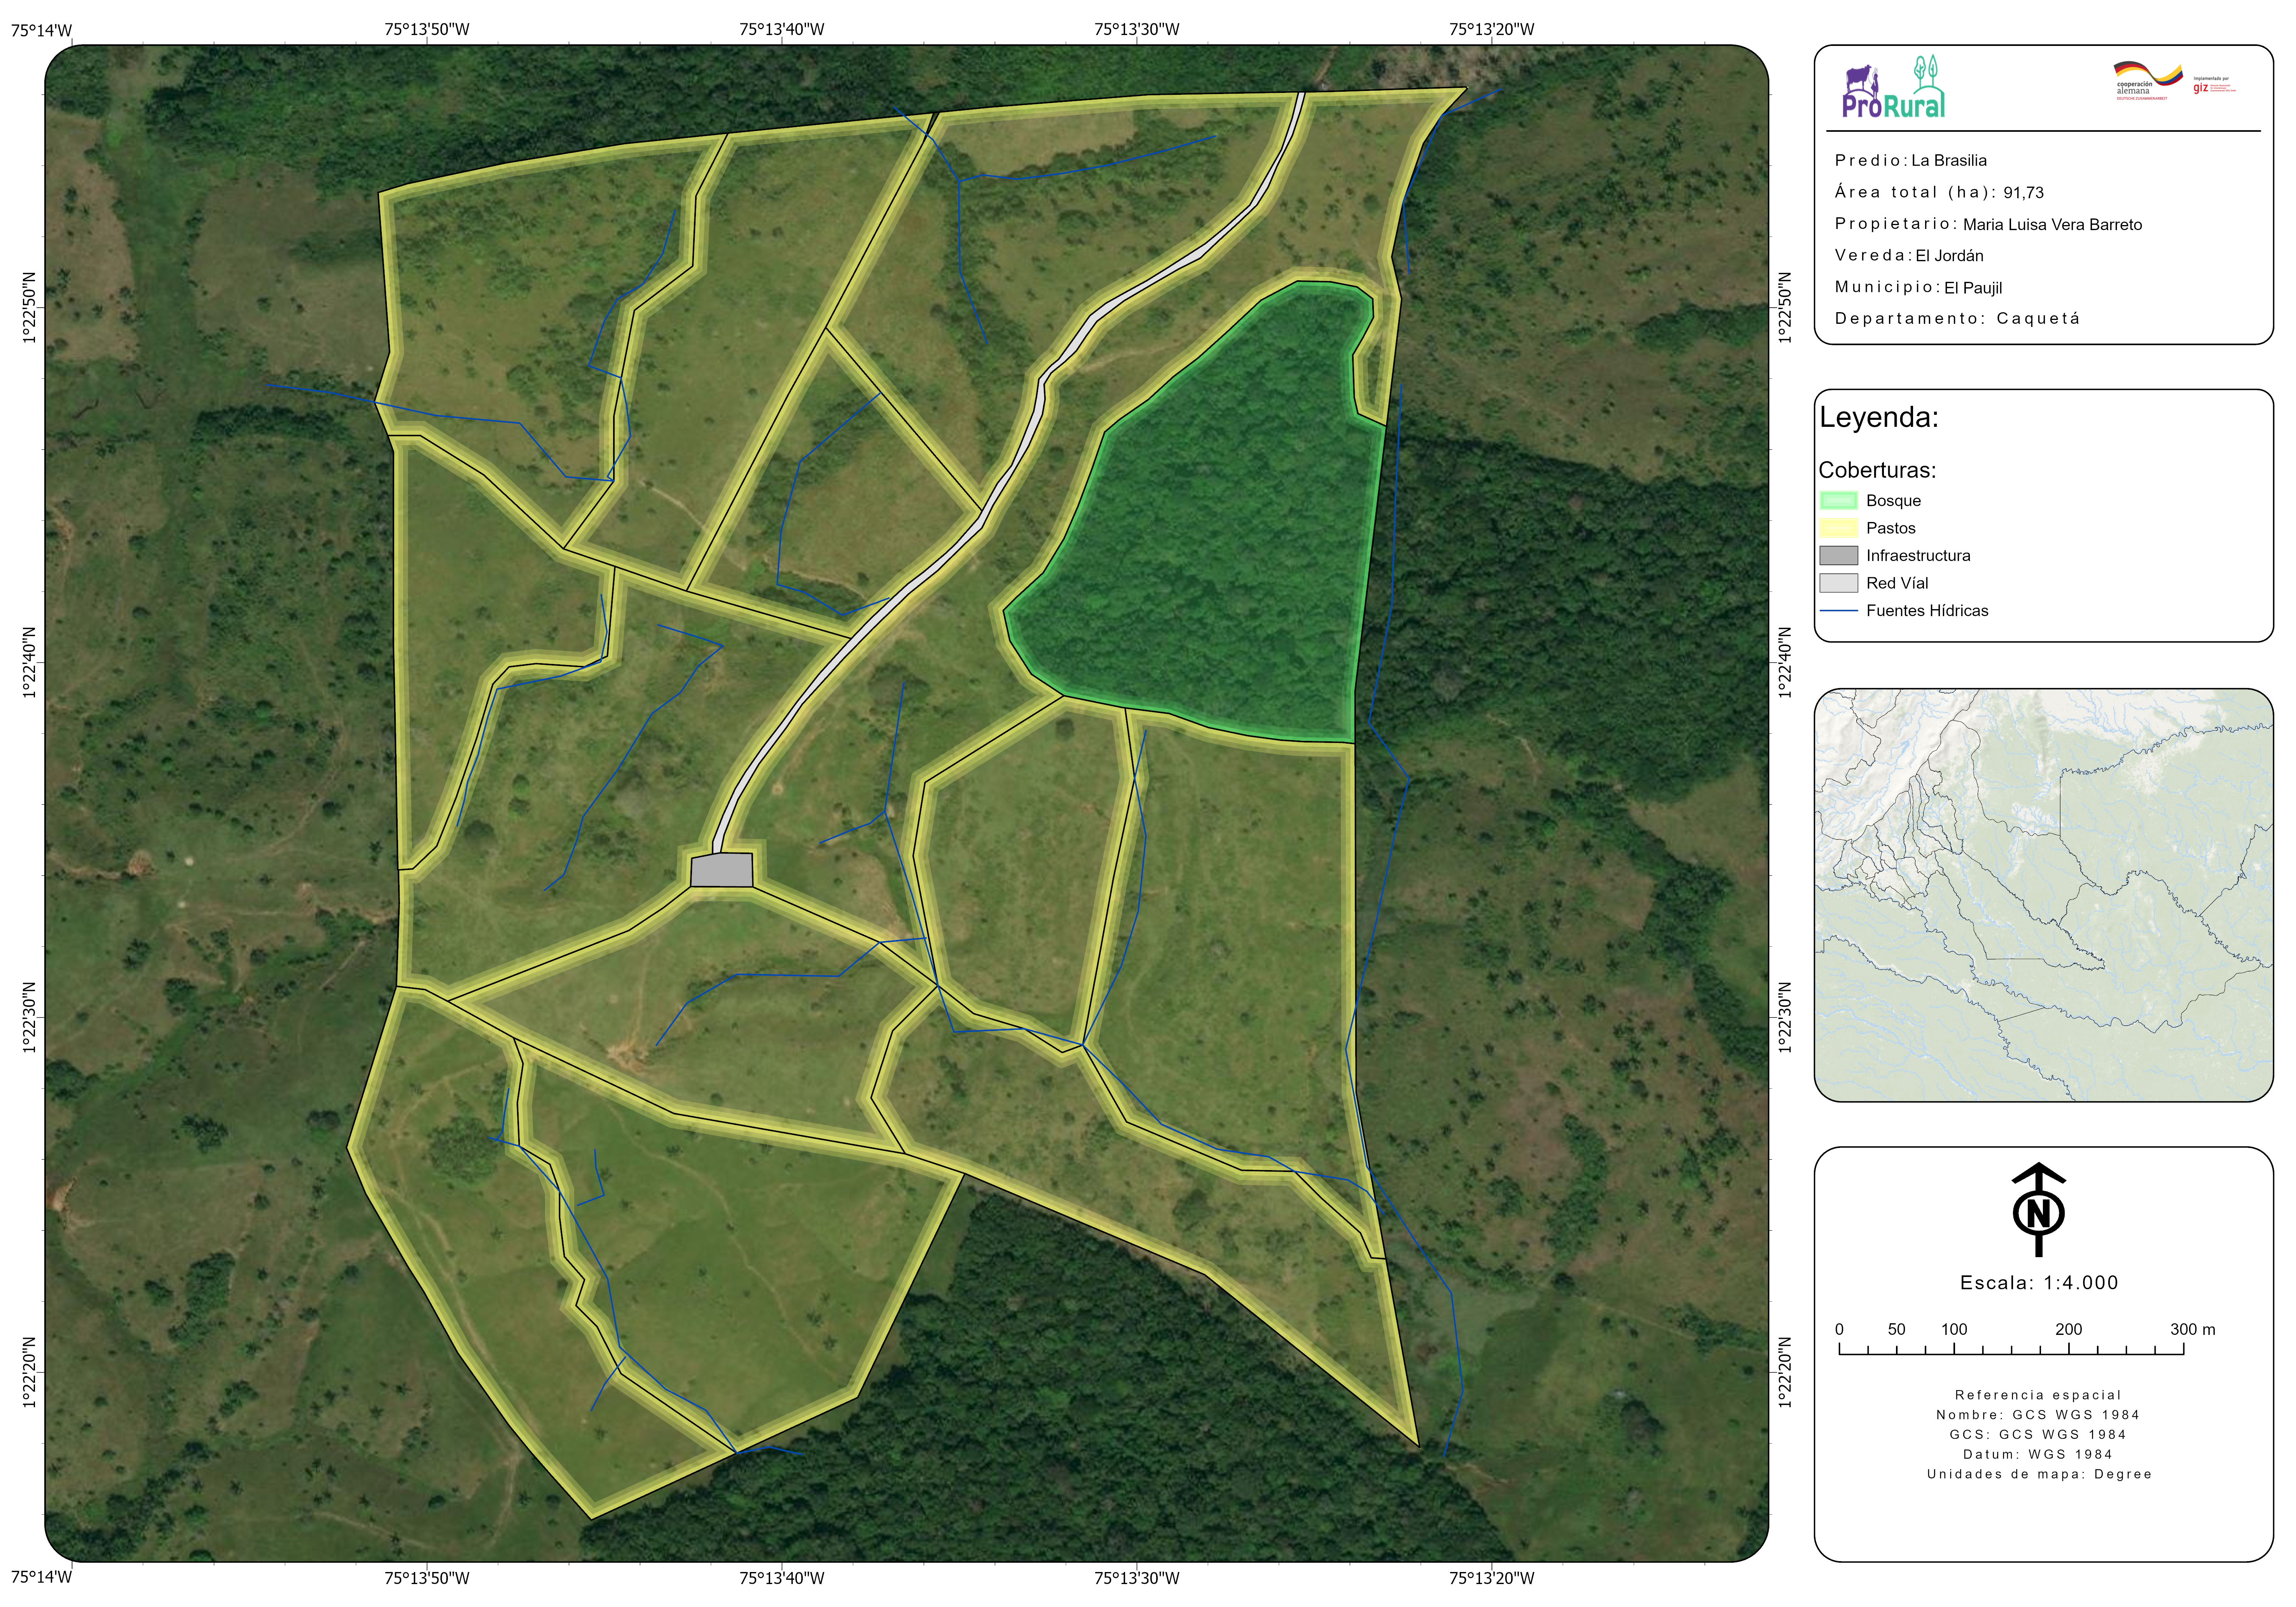 75°14'W
75°13'50"W
75°13'40"W
75°13'30"W
75°13'20"W
1°22'50"N
1°22'40"N
1°22'30"N
1°22'20"N
1°22'50"N
1°22'40"N
1°22'30"N
1°22'20"N
75°14'W
75°13'50"W
75°13'40"W
75°13'30"W
75°13'20"W
ProRural
cooperación
alemana
DEUTSCHE ZUSAMMENARBEIT
Implementada por
giz
Predio: La Brasilia
Área total (ha): 91,73
Propietario: Maria Luisa Vera Barreto
Vereda: El Jordán
Municipio: El Paujil
Departamento: Caquetá
Leyenda:
Coberturas:
Bosque
Pastos
Infraestructura
Red Víal
Fuentes Hídricas
N
Escala: 1:4.000
0 50 100 200 300 m
Referencia espacial
Nombre: GCS WGS 1984
GCS: GCS WGS 1984
Datum: WGS 1984
Unidades de mapa: Degree